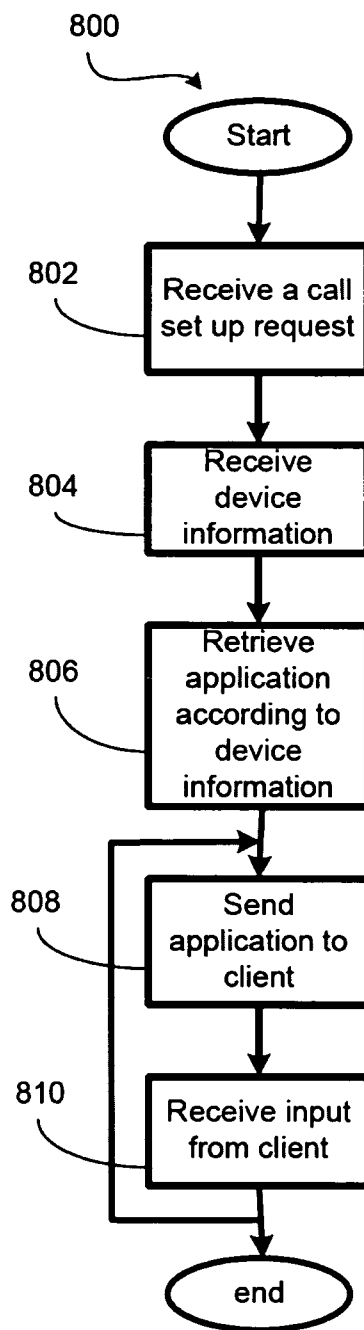 800
Start
802
Receive a call
set up request
804
Receive
device
information
806
Retrieve
application
according to
device
information
808
Send
application to
client
810
Receive input
from client
end